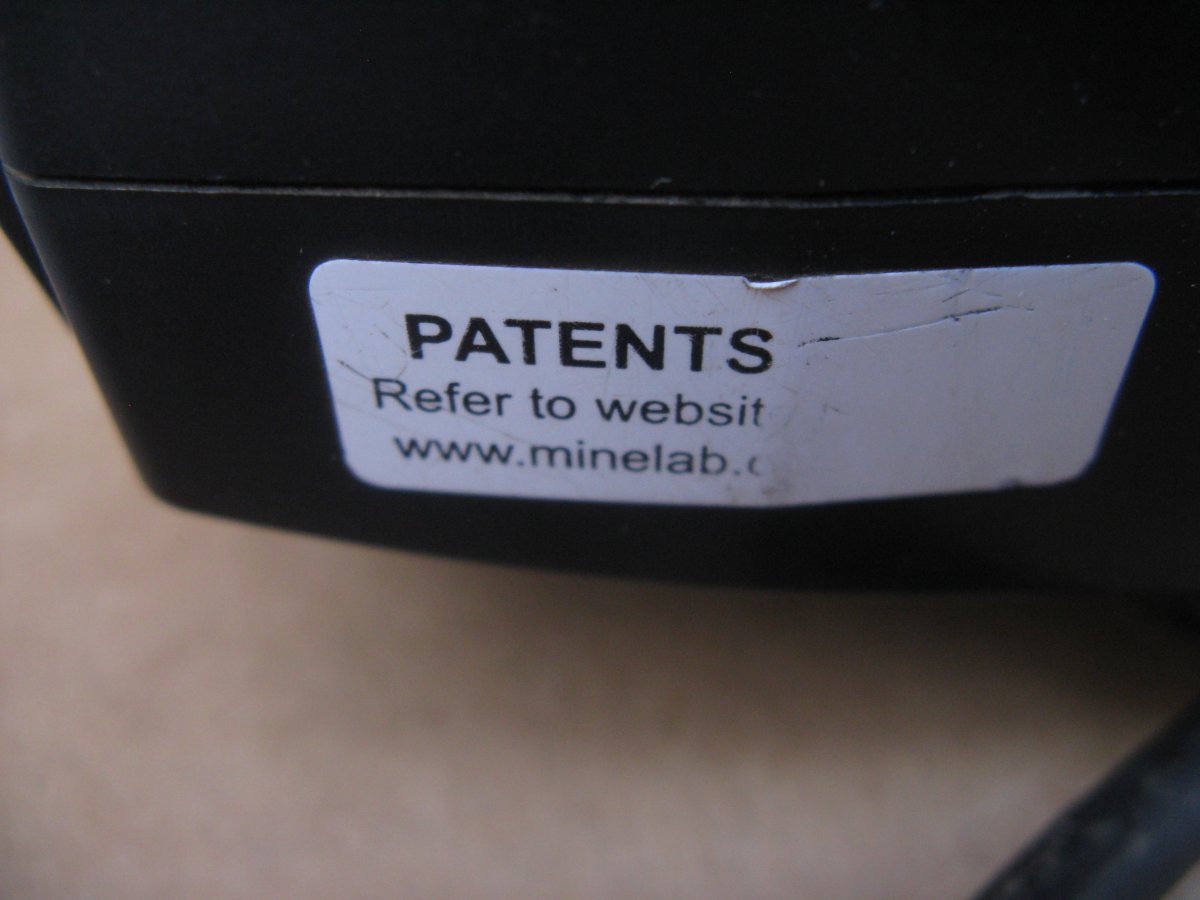 PATENTS
Refer to websit
www.minelab.c